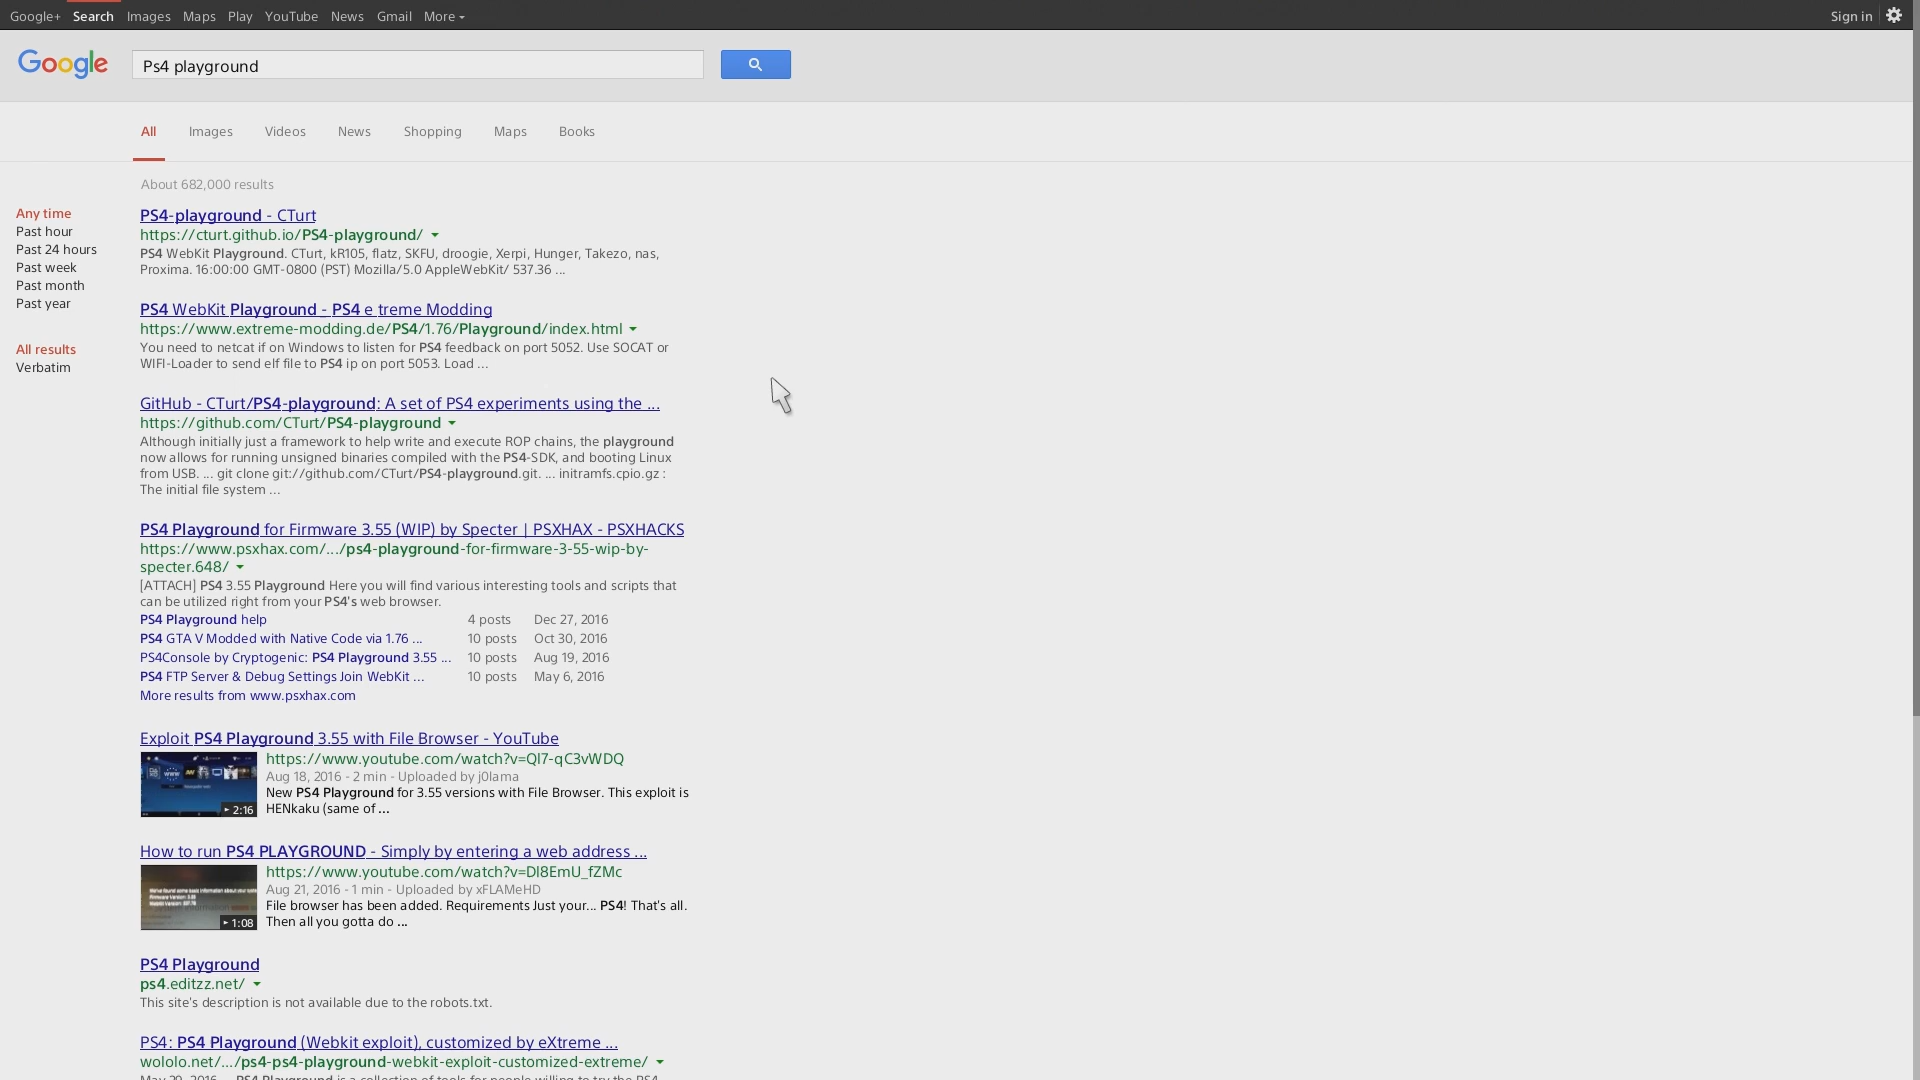 Google+ Search Images Maps Play YouTube News Gmail More
Sign in
Google
Ps4 playground
All Images Videos News Shopping Maps Books
About 682,000 results
Any time
Past hour
Past 24 hours
Past week
Past month
Past year
All results
Verbatim
PS4-playground - CTurt
https://cturt.github.io/PS4-playground/
PS4 WebKit Playground. CTurt, kR105, flatz, SKFU, droogie, Xerpi, Hunger, Takezo, nas,
Proxima. 16:00:00 GMT-0800 (PST) Mozilla/5.0 AppleWebKit/ 537.36 ...
PS4 WebKit Playground _ PS4 e treme Modding
https://www.extreme-modding.de/PS4/1.76/Playground/index.html
You need to netcat if on Windows to listen for PS4 feedback on port 5052. Use SOCAT or
WIFI-Loader to send elf file to PS4 ip on port 5053. Load ...
GitHub - CTurt/PS4-playground: A set of PS4 experiments using the ...
https://github.com/CTurt/PS4-playground
Although initially just a framework to help write and execute ROP chains, the playground
now allows for running unsigned binaries compiled with the PS4-SDK, and booting Linux
from USB. ... git clone git://github.com/CTurt/PS4-playground.git. ... initramfs.cpio.gz :
The initial file system ...
PS4 Playground for Firmware 3.55 (WIP) by Specter | PSXHAX - PSXHACKS
https://www.psxhax.com/.../ps4-playground-for-firmware-3-55-wip-by-
specter.648/
[ATTACH] PS4 3.55 Playground Here you will find various interesting tools and scripts that
can be utilized right from your PS4's web browser.
PS4 Playground help 4 posts Dec 27, 2016
PS4 GTA V Modded with Native Code via 1.76 ... 10 posts Oct 30, 2016
PS4Console by Cryptogenic: PS4 Playground 3.55 ... 10 posts Aug 19, 2016
PS4 FTP Server & Debug Settings Join WebKit ... 10 posts May 6, 2016
More results from www.psxhax.com
Exploit PS4 Playground 3.55 with File Browser - YouTube
https://www.youtube.com/watch?v=Ql7-qC3vWDQ
Aug 18, 2016 - 2 min - Uploaded by j0lama
New PS4 Playground for 3.55 versions with File Browser. This exploit is
HENkaku (same of ...
2:16
How to run PS4 PLAYGROUND - Simply by entering a web address ...
https://www.youtube.com/watch?v=Dl8EmU_fZMc
Aug 21, 2016 - 1 min - Uploaded by xFLAMeHD
File browser has been added. Requirements Just your... PS4! That's all.
Then all you gotta do ...
1:08
PS4 Playground
ps4.editzz.net/
This site's description is not available due to the robots.txt.
PS4: PS4 Playground (Webkit exploit), customized by eXtreme ...
wololo.net/.../ps4-ps4-playground-webkit-exploit-customized-extreme/
May 29, 2016 ... PS4 Playground is a collection of tools for people willing to try the PS4